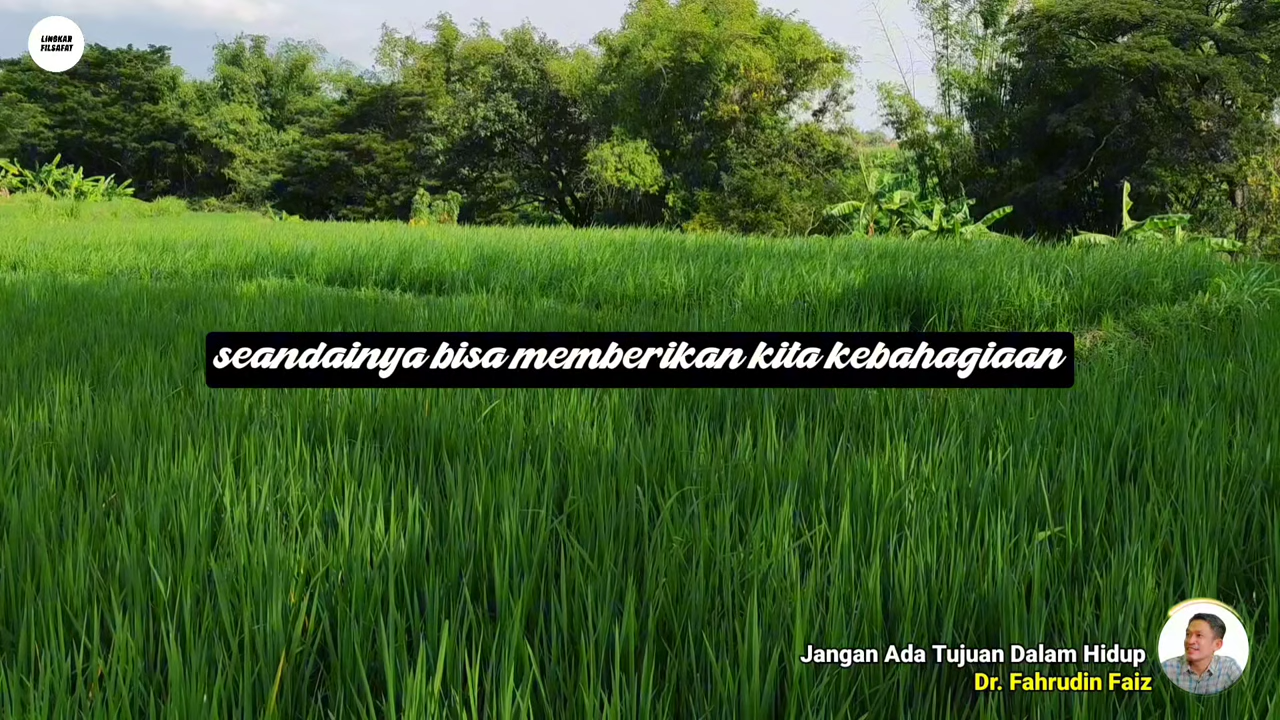 LINGKAR
FILSAFAT
seandainya bisa memberikan kita kebahagiaan
Jangan Ada Tujuan Dalam Hidup
Dr. Fahrudin Faiz